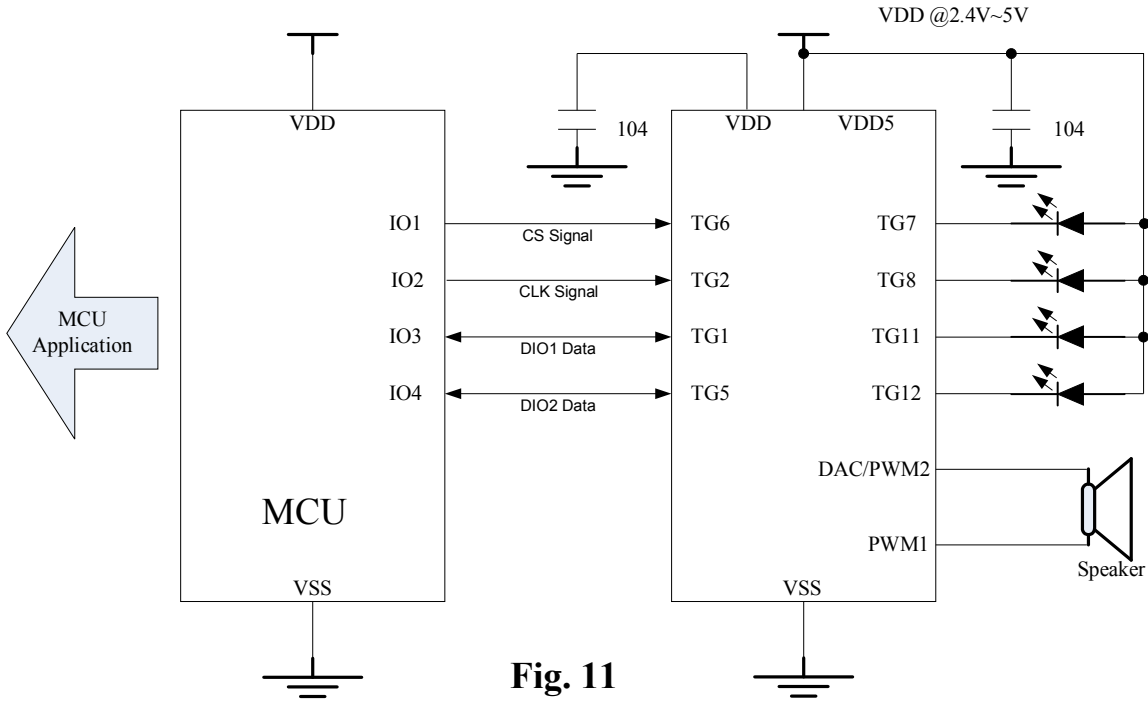 VDD @2.4V~5V
VDD
104
VDD
VDD5
104
IO1
CS Signal
TG6
TG7
IO2
CLK Signal
TG2
TG8
MCU
Application
IO3
DIO1 Data
TG1
TG11
IO4
DIO2 Data
TG5
TG12
DAC/PWM2
MCU
PWM1
Speaker
VSS
VSS
Fig. 11